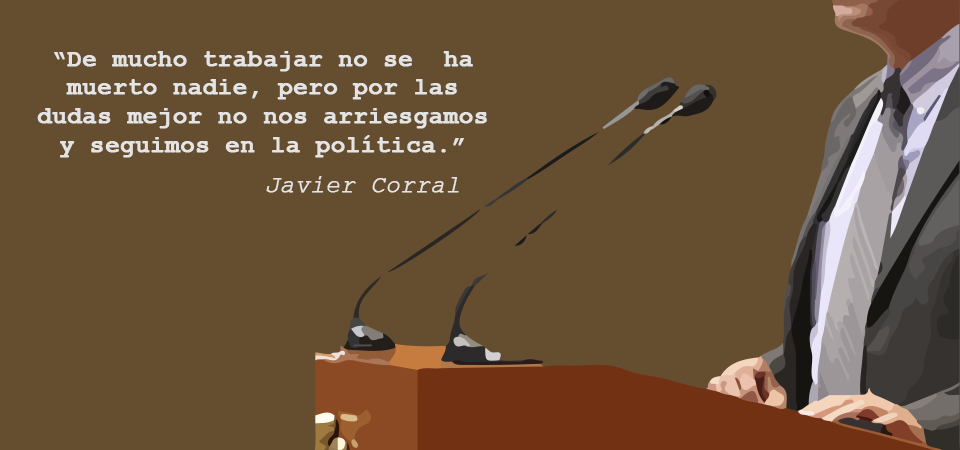 “De mucho trabajar no se ha
muerto nadie, pero por las
dudas mejor no nos arriesgamos
y seguimos en la política.”
Javier Corral